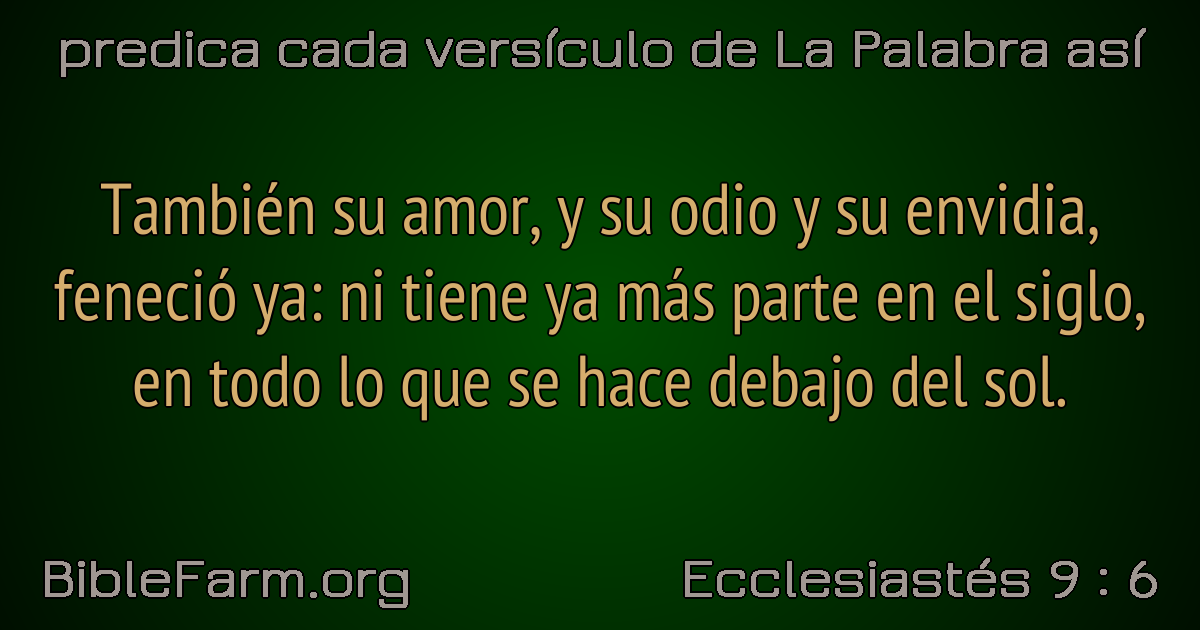 predica cada versículo de La Palabra así
También su amor, y su odio y su envidia,
feneció ya: ni tiene ya más parte en el siglo,
en todo lo que se hace debajo del sol.
BibleFarm.org
Ecclesiastés 9 : 6